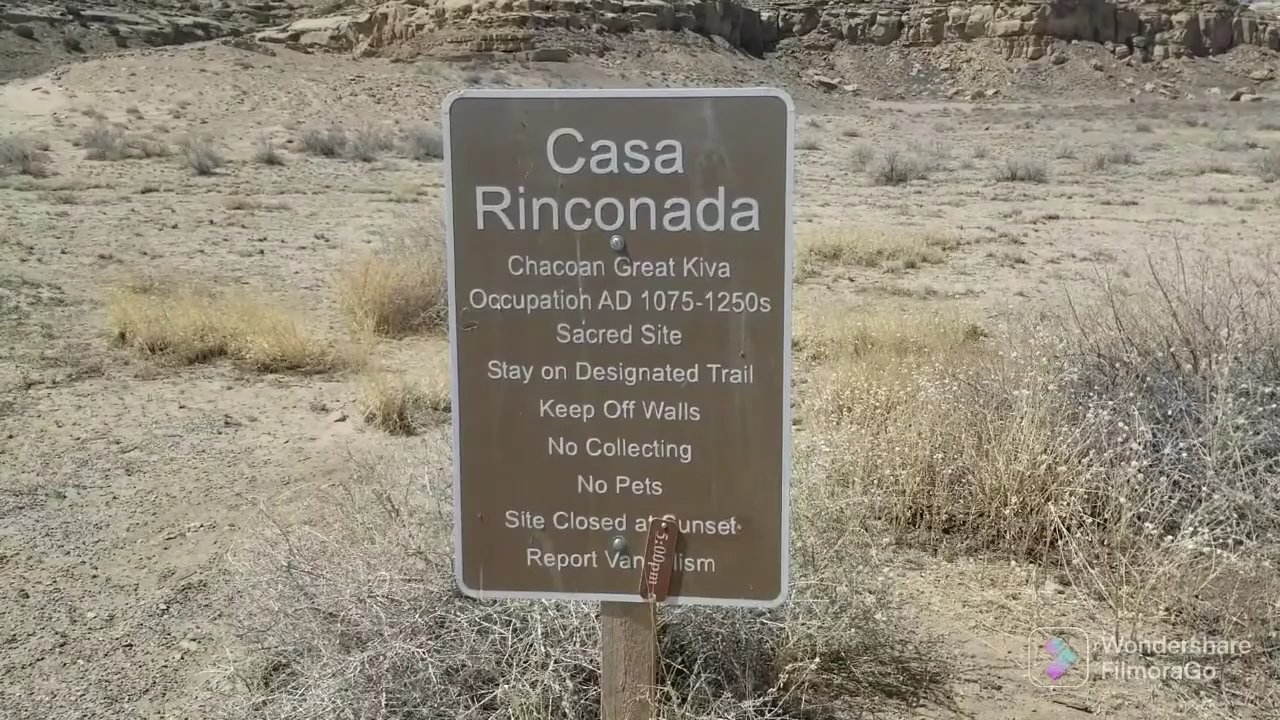 Casa
Rinconada
Chacoan Great Kiva
Occupation AD 1075-1250s
Sacred Site
Stay on Designated Trail
Keep Off Walls
No Collecting
No Pets
Site Closed at Sunset
5:00pm
Report Vandalism
Wondershare
FilmoraGo